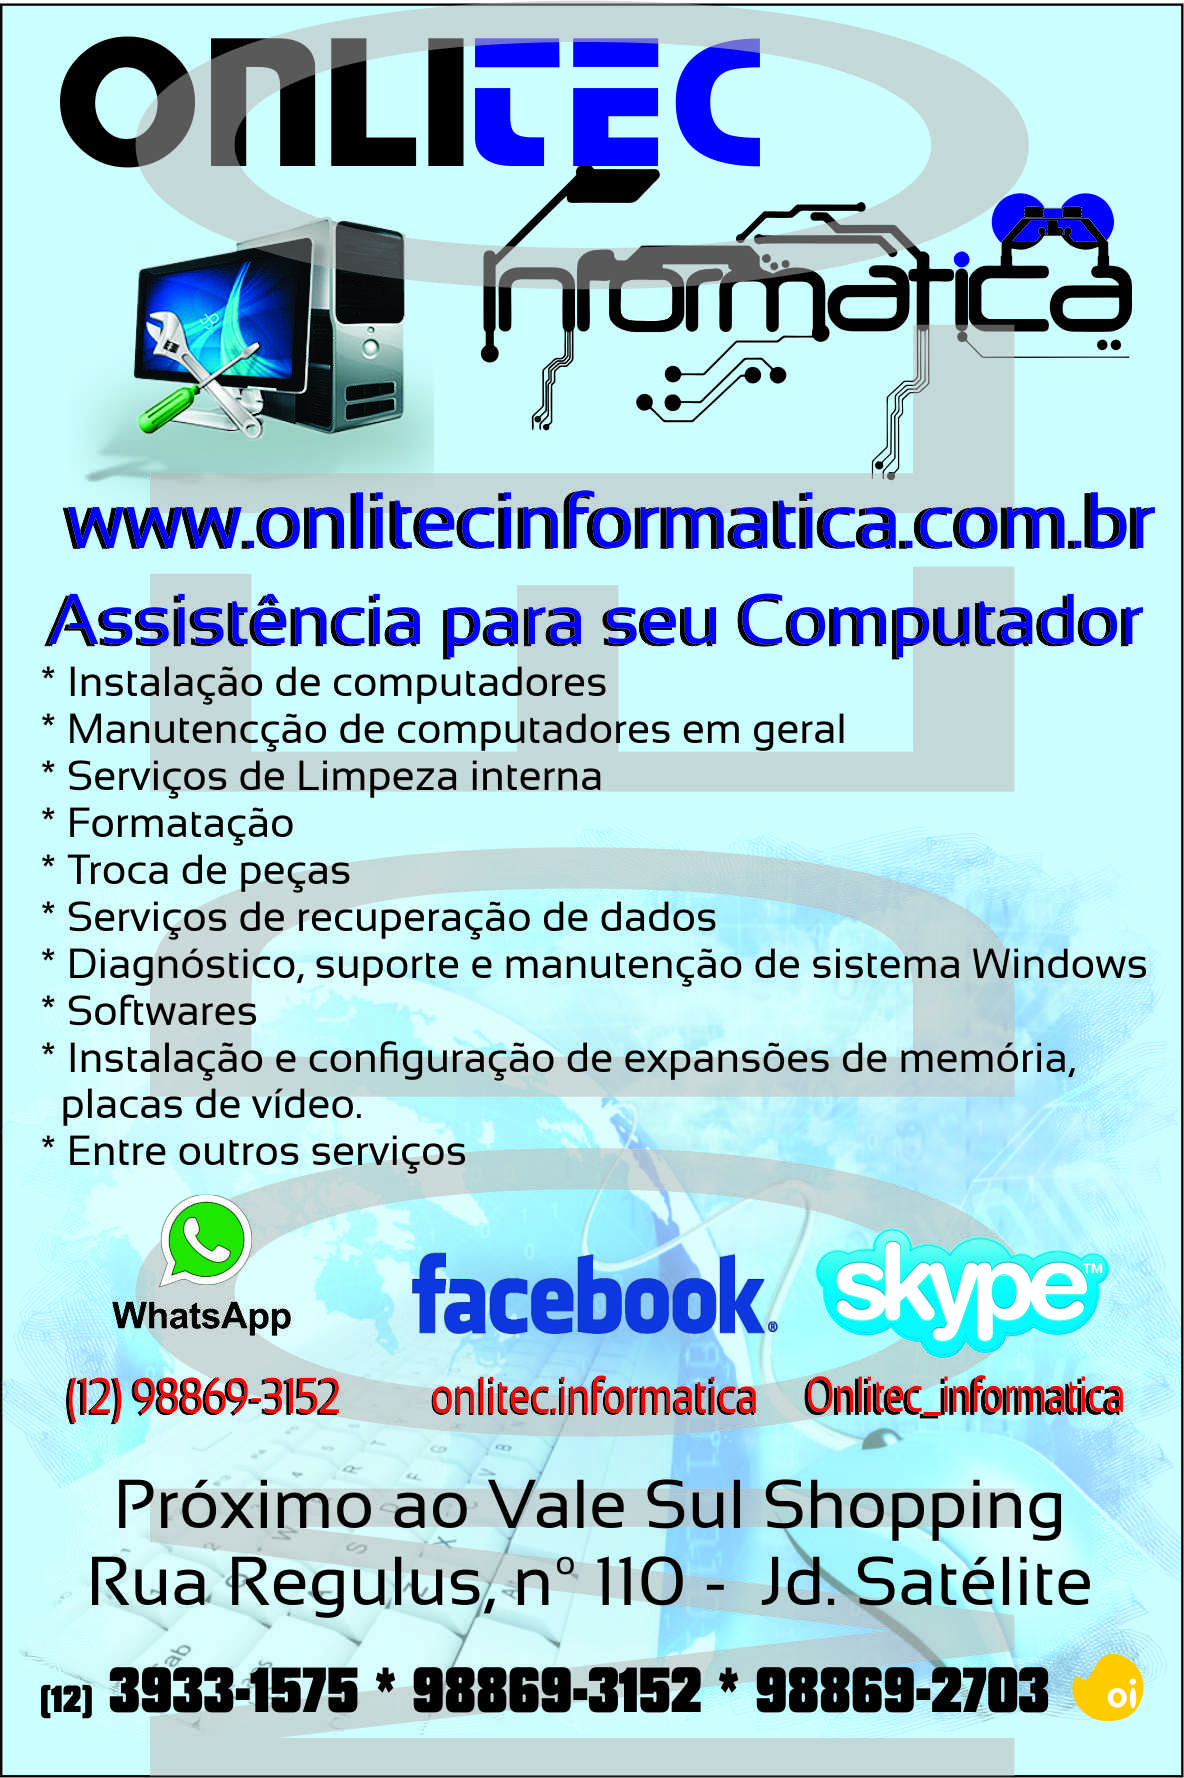 ONLITEC
informatica
www.onlitecinformatica.com.br
Assistência para seu Computador
* Instalação de computadores
* Manutencção de computadores em geral
* Serviços de Limpeza interna
* Formatação
* Troca de peças
* Serviços de recuperação de dados
* Diagnóstico, suporte e manutenção de sistema Windows
* Softwares
* Instalação e configuração de expansões de memória,
placas de vídeo.
* Entre outros serviços
WhatsApp
facebook®
skype™
(12) 98869-3152
onlitec.informatica
Onlitec_informatica
Próximo ao Vale Sul Shopping
Rua Regulus, nº 110 - Jd. Satélite
(12) 3933-1575 * 98869-3152 * 98869-2703
oi